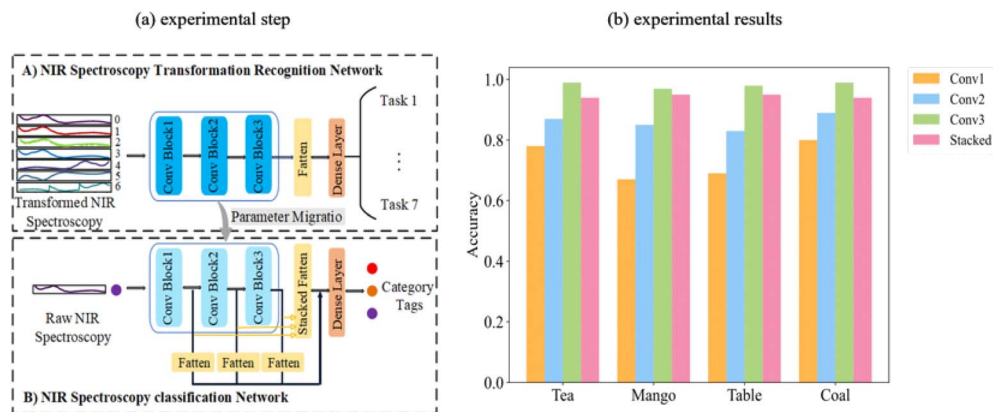 (a) experimental step
A) NIR Spectroscopy Transformation Recognition Network
0
1
2
3
4
5
6
Transformed NIR
Spectroscopy
Conv Block1
Conv Block2
Conv Block3
Fatten
Dense Layer
Task 1
⋮
Task 7
Parameter Migratio
Raw NIR
Spectroscopy
Conv Block1
Conv Block2
Conv Block3
Stacked Fatten
Dense Layer
Category
Tags
Fatten
Fatten
Fatten
B) NIR Spectroscopy classification Network
(b) experimental results
Accuracy
1.0
0.8
0.6
0.4
0.2
0.0
Tea
Mango
Table
Coal
Conv1
Conv2
Conv3
Stacked